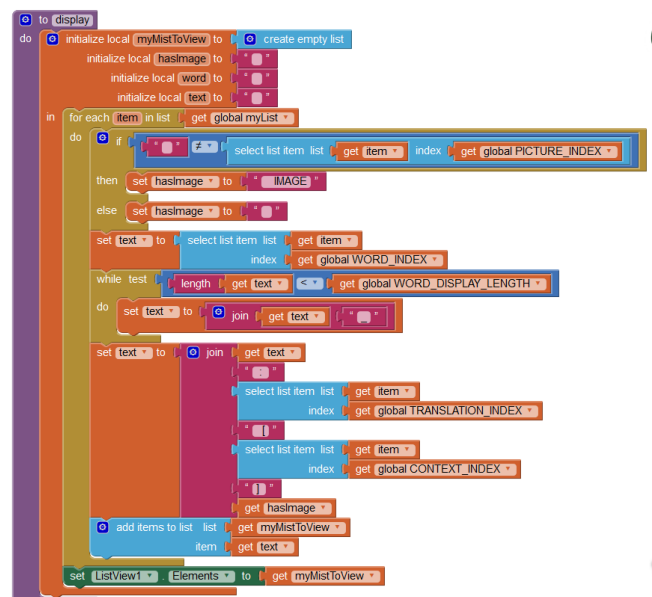 to display
do initialize local myMistToView to create empty list
initialize local hasImage to " "
initialize local word to " "
initialize local text to " "
in for each item in list get global myList
do if " " ≠ select list item list get item index get global PICTURE_INDEX
then set hasImage to " IMAGE "
else set hasImage to " "
set text to select list item list get item
index get global WORD_INDEX
while test length get text < get global WORD_DISPLAY_LENGTH
do set text to join get text " _ "
set text to join get text
" : "
select list item list get item
index get global TRANSLATION_INDEX
" [ "
select list item list get item
index get global CONTEXT_INDEX
" ] "
get hasImage
add items to list list get myMistToView
item get text
set ListView1 . Elements to get myMistToView